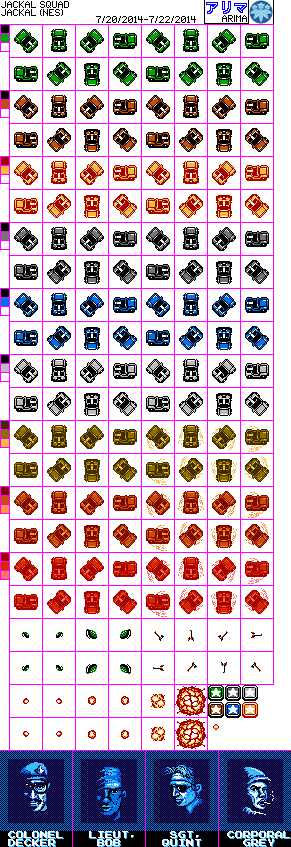 JACKAL SQUAD
JACKAL (NES)
7/20/2014-7/22/2014
アリマ
ARIMA
COLONEL
DECKER
LIEUT.
BOB
SGT.
QUINT
CORPORAL
GREY